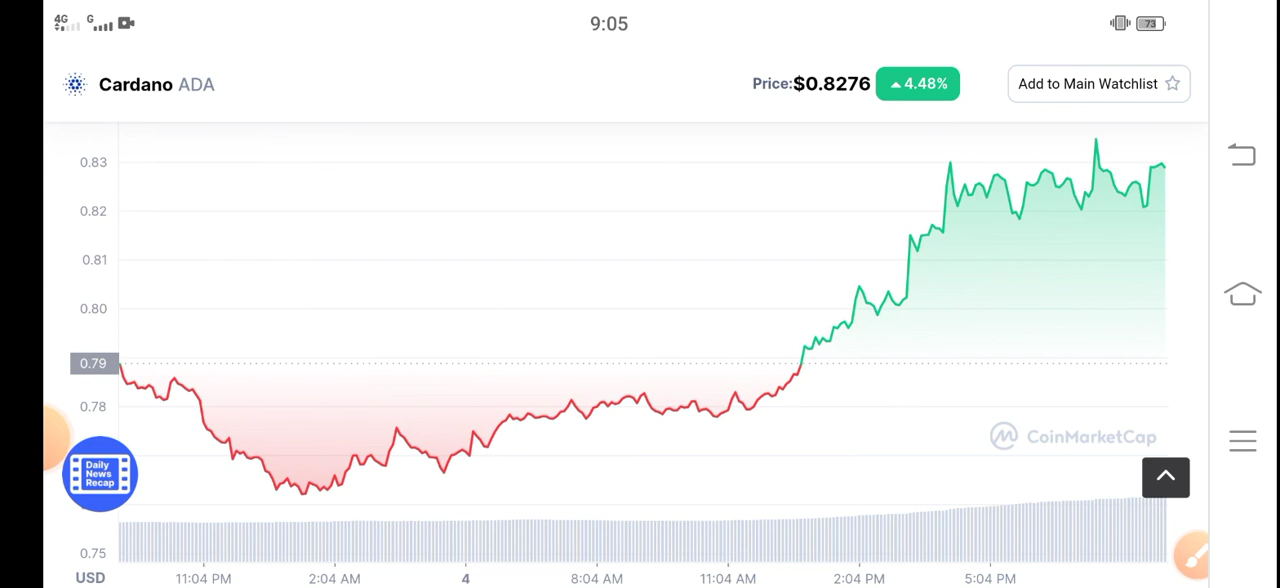 4G G 9:05 73
Cardano ADA Price:$0.8276 4.48% Add to Main Watchlist
0.83
0.82
0.81
0.80
0.79
0.78
CoinMarketCap
Daily
News
Recap
0.75
USD 11:04 PM 2:04 AM 4 8:04 AM 11:04 AM 2:04 PM 5:04 PM